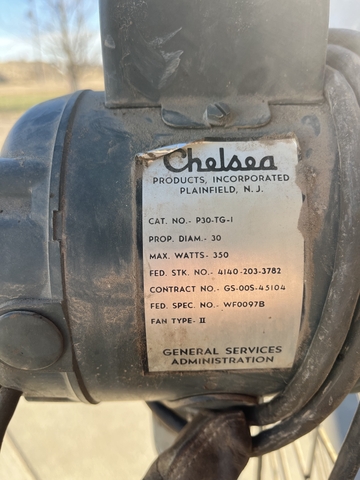 Chelsea
PRODUCTS, INCORPORATED
PLAINFIELD, N. J.
CAT. NO.- P30-TG-1
PROP. DIAM.- 30
MAX. WATTS- 350
FED. STK. NO.- 4140-203-3782
CONTRACT NO.- GS-00S-45104
FED. SPEC. NO.- WF0097B
FAN TYPE- II
GENERAL SERVICES
ADMINISTRATION